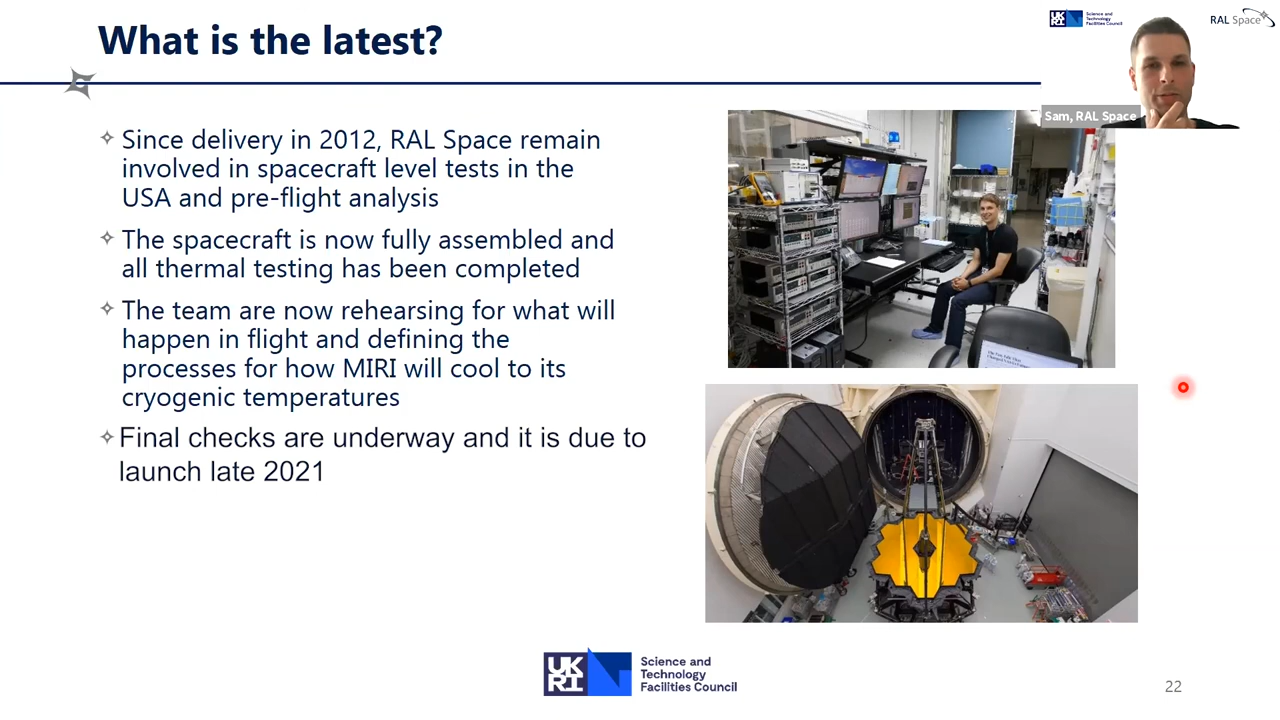 What is the latest?
UK
RI
Science and
Technology
Facilities Council
RAL Space
Sam, RAL Space
Since delivery in 2012, RAL Space remain
involved in spacecraft level tests in the
USA and pre-flight analysis
The spacecraft is now fully assembled and
all thermal testing has been completed
The team are now rehearsing for what will
happen in flight and defining the
processes for how MIRI will cool to its
cryogenic temperatures
Final checks are underway and it is due to
launch late 2021
UK
RI
Science and
Technology
Facilities Council
22